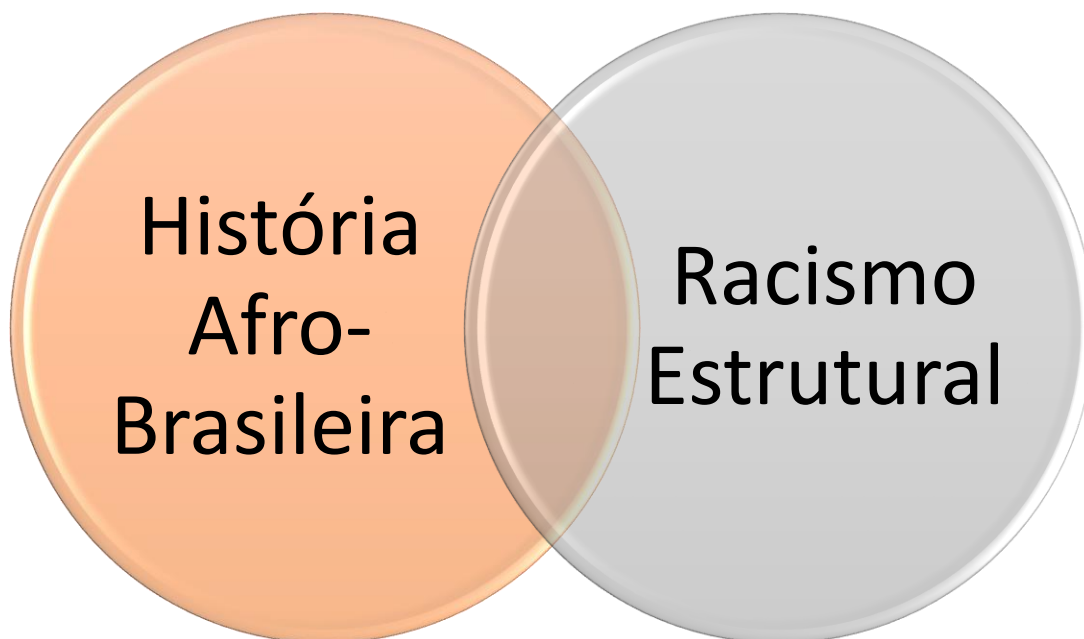 História
Afro-
Brasileira
Racismo
Estrutural